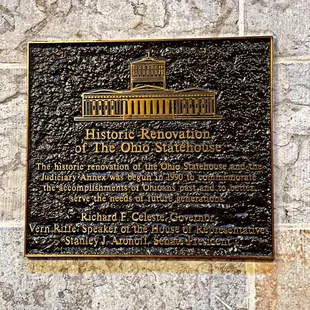 Historic Renovation
of The Ohio Statehouse
The historic renovation of the Ohio Statehouse and the
Judiciary Annex was begun in 1990 to commemorate
the accomplishments of Ohioans past and to better
serve the needs of future generations.
Richard F. Celeste, Governor
Vern Riffe, Speaker of the House of Representatives
Stanley J. Aronoff, Senate President